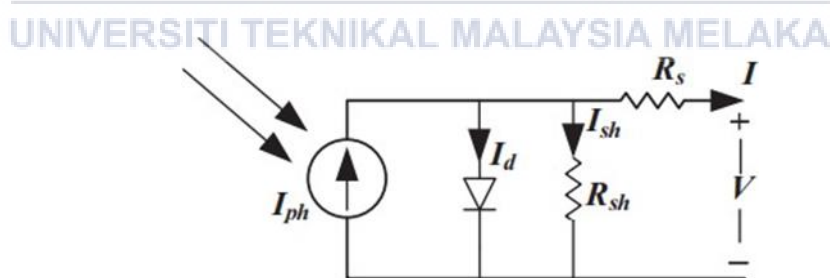 UNIVERSITI TEKNIKAL MALAYSIA MELAKA
R_s I
+
I_sh
I_d
I_ph R_sh V
−